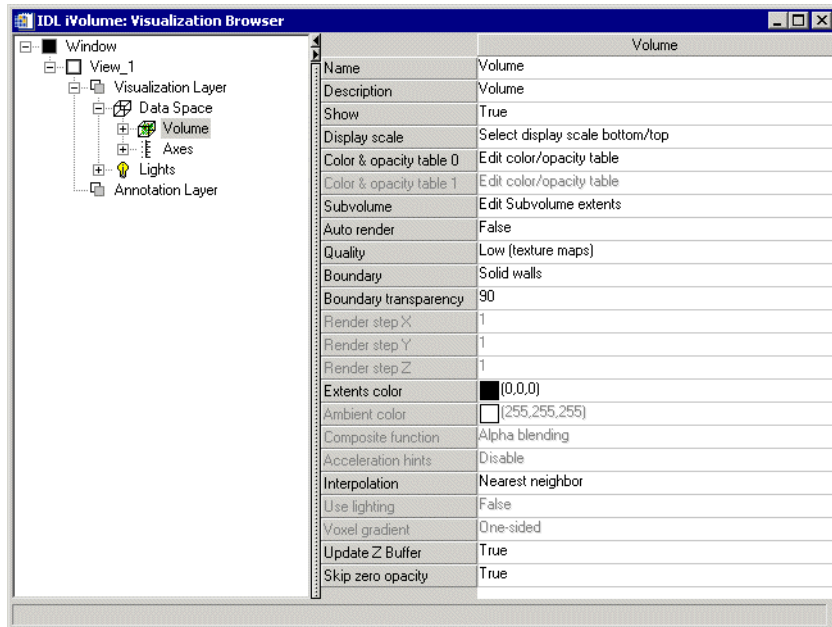 IDL iVolume: Visualization Browser
Window
View_1
Visualization Layer
Data Space
Volume
Axes
Lights
Annotation Layer
Volume
Name Volume
Description Volume
Show True
Display scale Select display scale bottom/top
Color & opacity table 0 Edit color/opacity table
Color & opacity table 1 Edit color/opacity table
Subvolume Edit Subvolume extents
Auto render False
Quality Low (texture maps)
Boundary Solid walls
Boundary transparency 90
Render step X 1
Render step Y 1
Render step Z 1
Extents color (0,0,0)
Ambient color (255,255,255)
Composite function Alpha blending
Acceleration hints Disable
Interpolation Nearest neighbor
Use lighting False
Voxel gradient One-sided
Update Z Buffer True
Skip zero opacity True